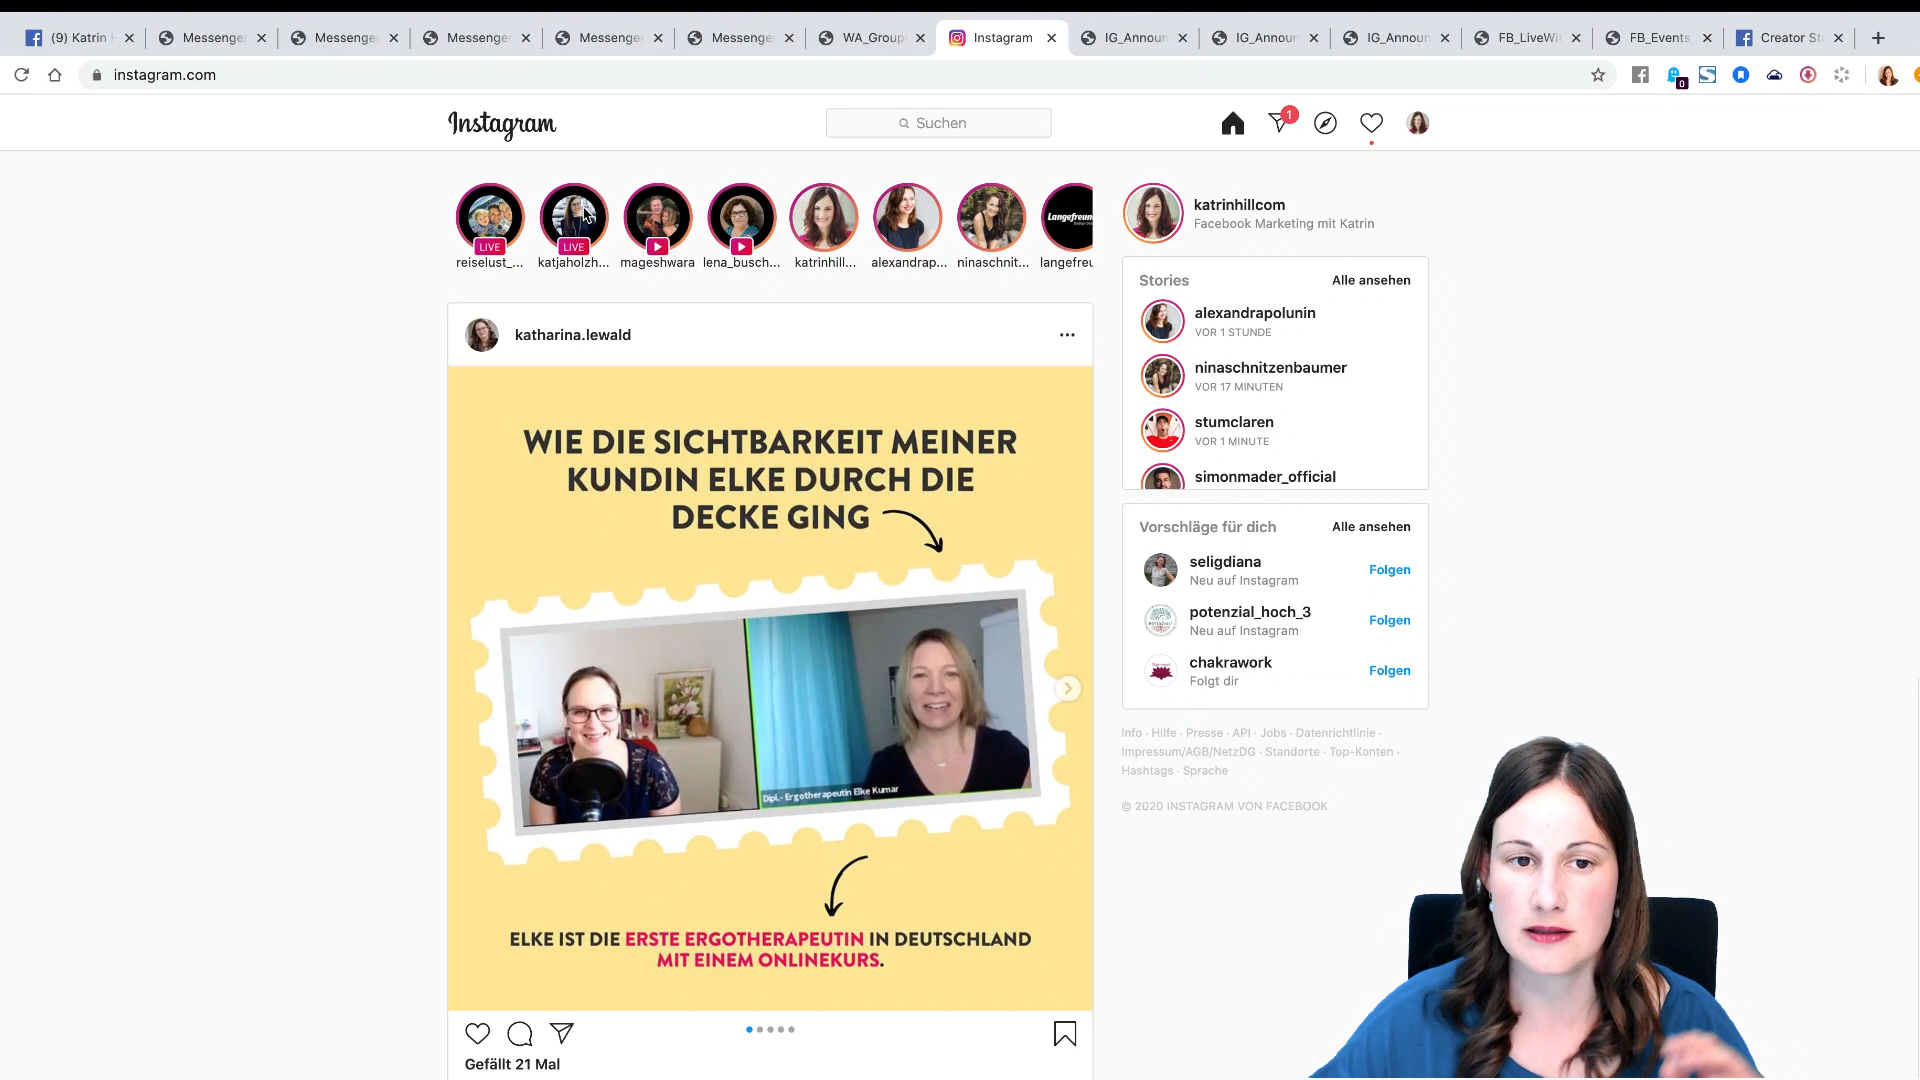 (9) Katrin
Messenger
Messenger
Messenger
Messenger
Messenger
WA_Group
Instagram
IG_Announ
IG_Announ
IG_Announ
FB_LiveWi
FB_Events
Creator St
instagram.com
0
Instagram
Suchen
1
LIVE
LIVE
Langefreun
reiselust_...
katjaholzh...
mageshwara
lena_busch...
katrinhill...
alexandrap...
ninaschnit...
langefreu
katharina.lewald
WIE DIE SICHTBARKEIT MEINER
KUNDIN ELKE DURCH DIE
DECKE GING
Dipl.- Ergotherapeutin Elke Kumar
ELKE IST DIE ERSTE ERGOTHERAPEUTIN IN DEUTSCHLAND
MIT EINEM ONLINEKURS.
Gefällt 21 Mal
katrinhillcom
Facebook Marketing mit Katrin
Stories
Alle ansehen
alexandrapolunin
VOR 1 STUNDE
ninaschnitzenbaumer
VOR 17 MINUTEN
stumclaren
VOR 1 MINUTE
simonmader_official
Vorschläge für dich
Alle ansehen
seligdiana
Neu auf Instagram
Folgen
potenzial_hoch_3
Neu auf Instagram
Folgen
chakrawork
Folgt dir
Folgen
Info · Hilfe · Presse · API · Jobs · Datenrichtlinie ·
Impressum/AGB/NetzDG · Standorte · Top-Konten ·
Hashtags · Sprache
© 2020 INSTAGRAM VON FACEBOOK